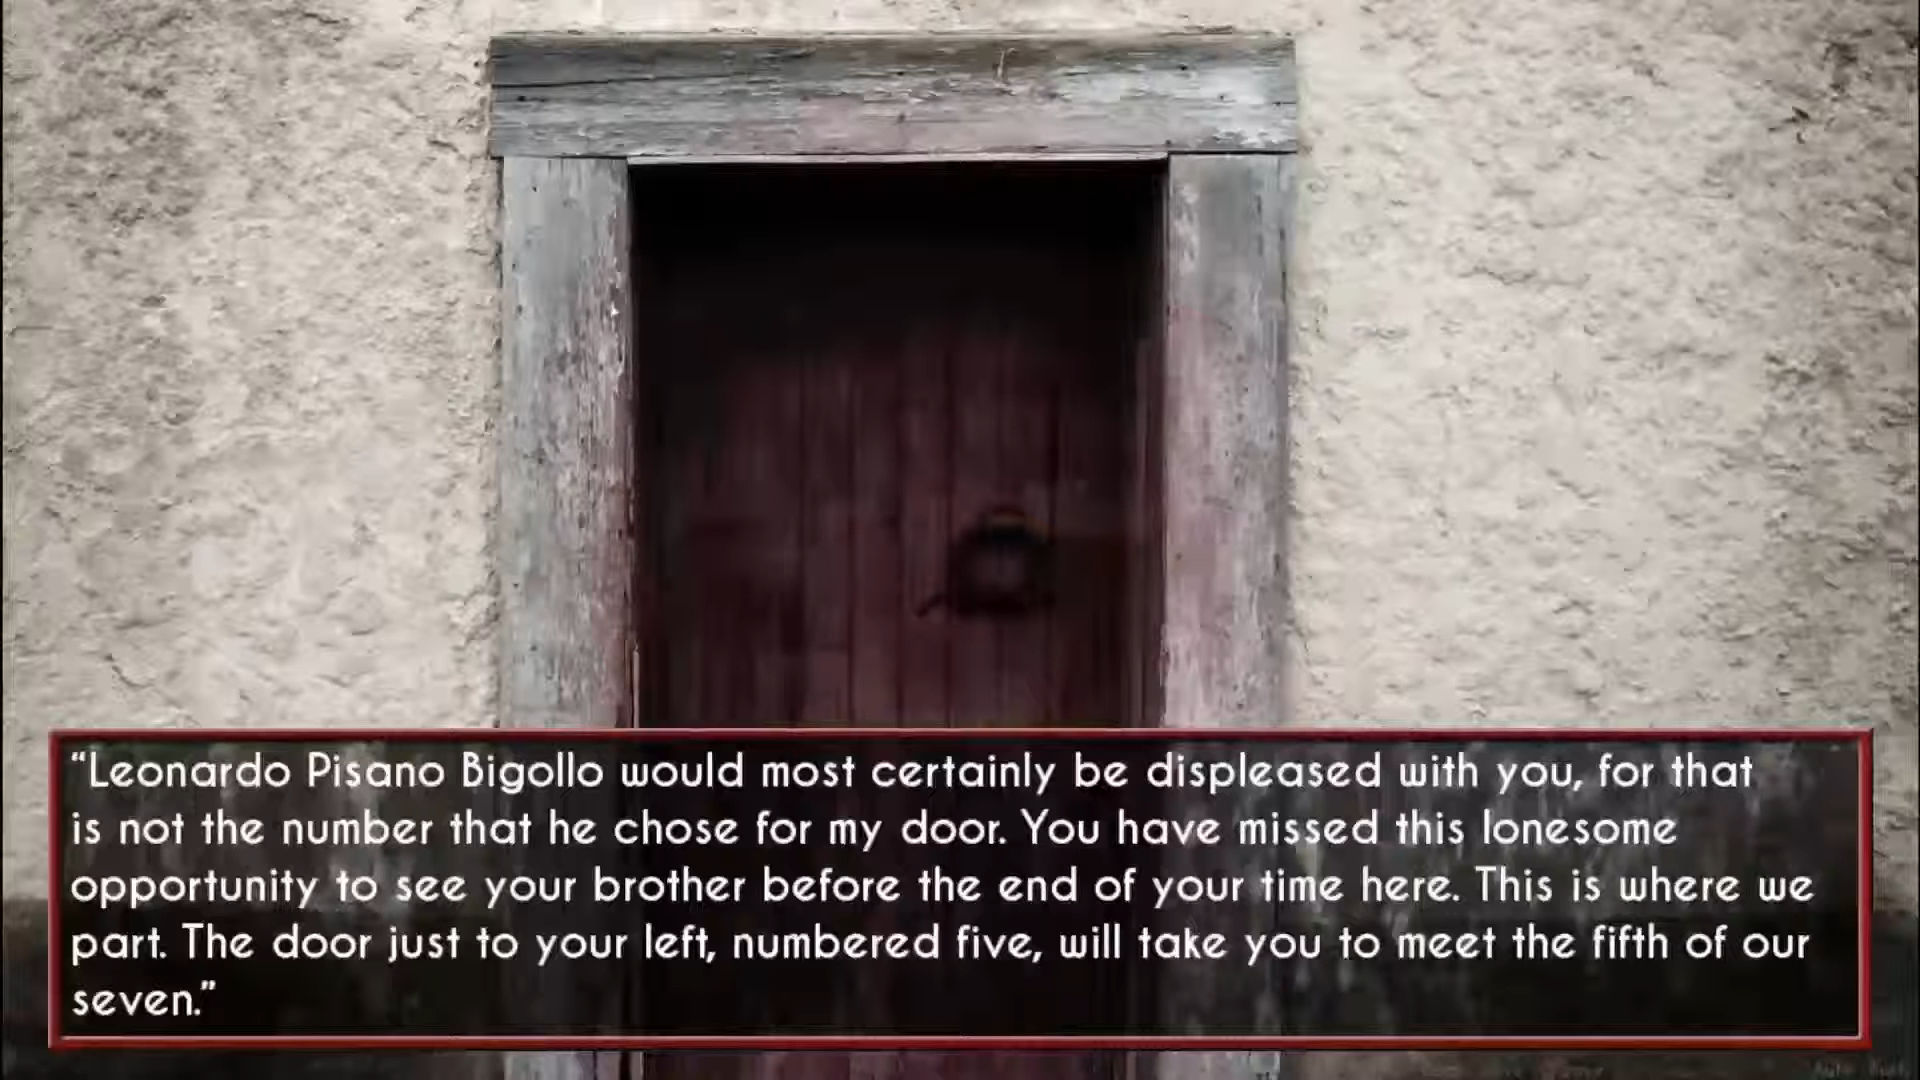 “Leonardo Pisano Bigollo would most certainly be displeased with you, for that
is not the number that he chose for my door. You have missed this lonesome
opportunity to see your brother before the end of your time here. This is where we
part. The door just to your left, numbered five, will take you to meet the fifth of our
seven.”